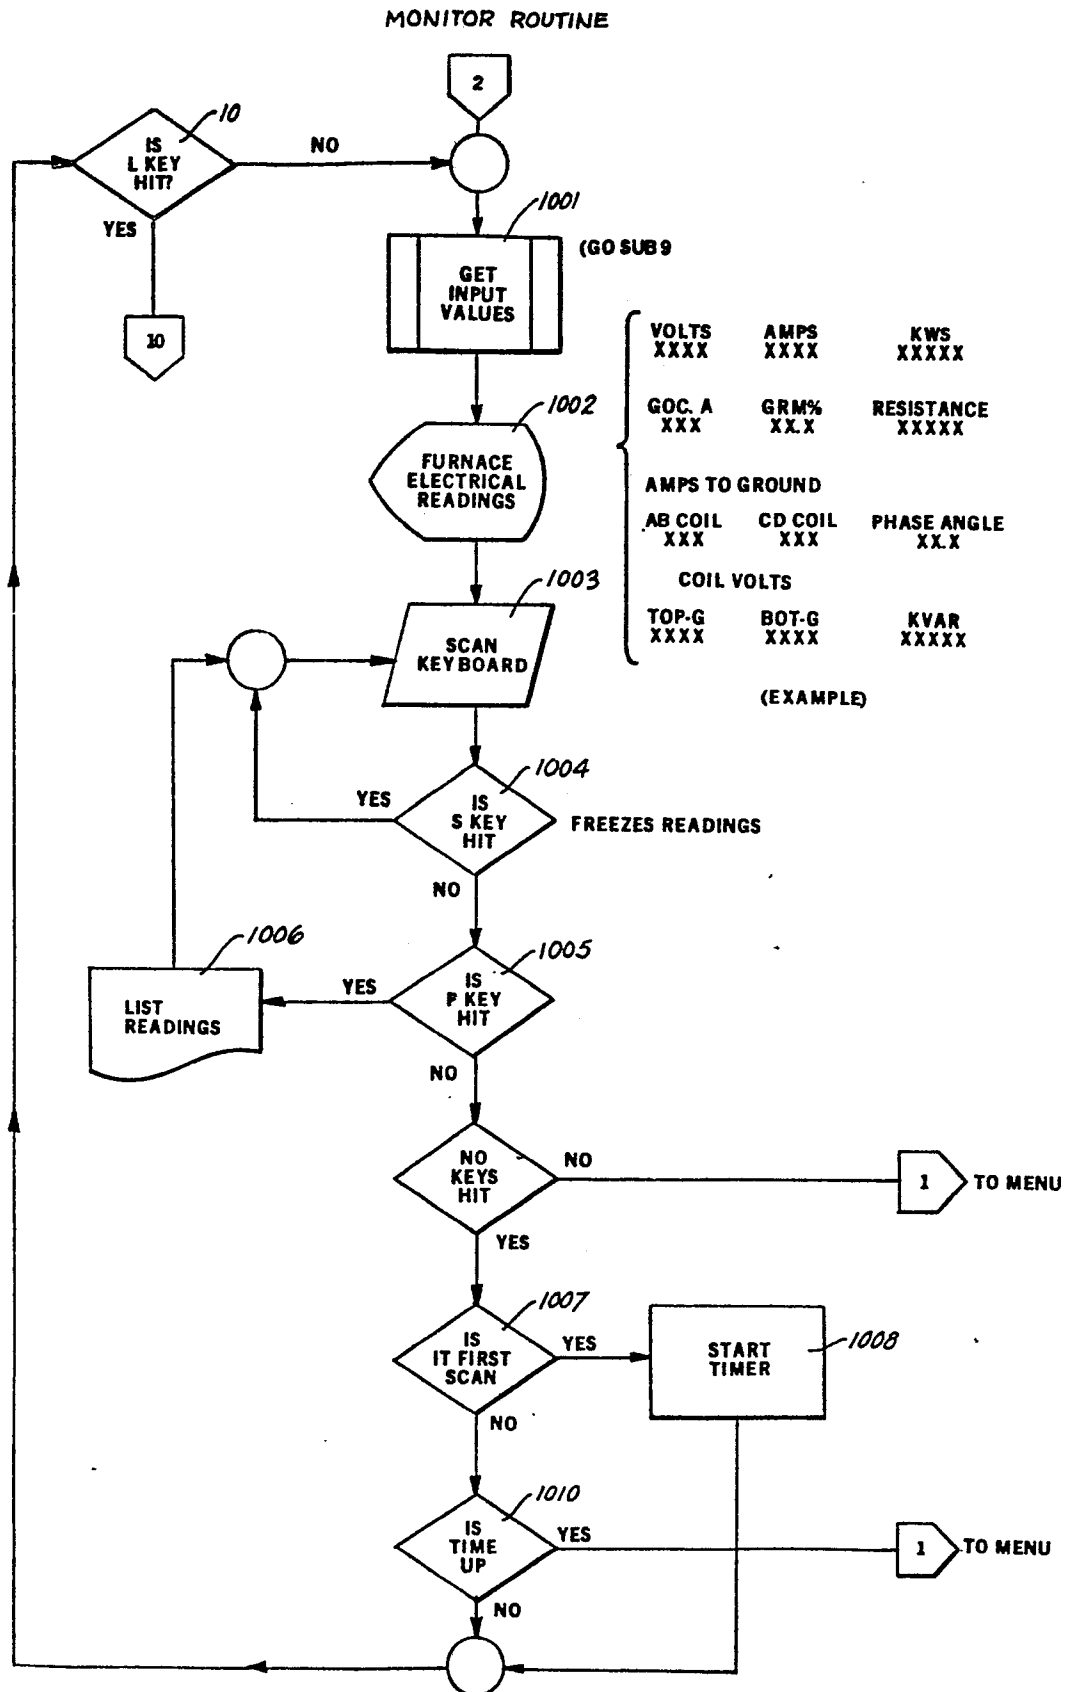 MONITOR ROUTINE
2
10
IS
L KEY
HIT?
NO
YES
10
1001
(GO SUB 9
GET
INPUT
VALUES
VOLTS AMPS KWS
XXXX XXXX XXXXX
1002
GOC. A GRM% RESISTANCE
XXX XX.X XXXXX
FURNACE
ELECTRICAL
READINGS
AMPS TO GROUND
AB COIL CD COIL PHASE ANGLE
XXX XXX XX.X
1003
COIL VOLTS
TOP-G BOT-G KVAR
XXXX XXXX XXXXX
SCAN
KEYBOARD
(EXAMPLE)
1004
YES
IS
S KEY
HIT
FREEZES READINGS
NO
1006
1005
LIST
READINGS
YES
IS
P KEY
HIT
NO
NO
KEYS
HIT
NO
1
TO MENU
YES
1007
IS
IT FIRST
SCAN
YES
START
TIMER
1008
NO
1010
IS
TIME
UP
YES
1
TO MENU
NO